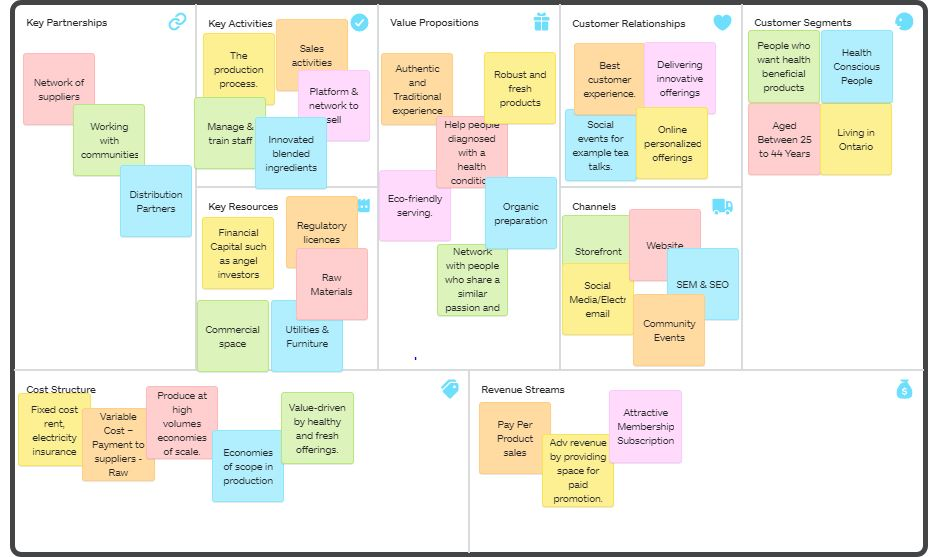 Key Partnerships
Network of
suppliers
Working
with
communities
Distribution
Partners
Key Activities
The
production
process.
Sales
activities
Platform &
network to
sell
Manage &
train staff
Innovated
blended
ingredients
Key Resources
Financial
Capital such
as angel
investors
Regulatory
licences
Raw
Materials
Commercial
space
Utilities &
Furniture
Value Propositions
Authentic
and
Traditional
experience
Robust and
fresh
products
Help people
diagnosed
with a
health
Eco-friendly
serving.
Organic
preparation
Network
with people
who share a
similar
passion and
Customer Relationships
Best
customer
experience.
Delivering
innovative
offerings
Social
events for
example tea
talks.
Online
personalized
offerings
Channels
Storefront
Website
Social
email
SEM & SEO
Community
Events
Customer Segments
People who
want health
beneficial
products
Health
Conscious
People
Aged
Between 25
to 44 Years
Living in
Ontario
Cost Structure
Fixed cost
rent,
electricity
insurance
Variable
Cost –
Payment to
suppliers -
Raw
Produce at
high
volumes
economies
of scale.
Economies
of scope in
production
Value-driven
by healthy
and fresh
offerings.
Revenue Streams
Pay Per
Product
sales
Adv revenue
by providing
space for
paid
promotion.
Attractive
Membership
Subscription